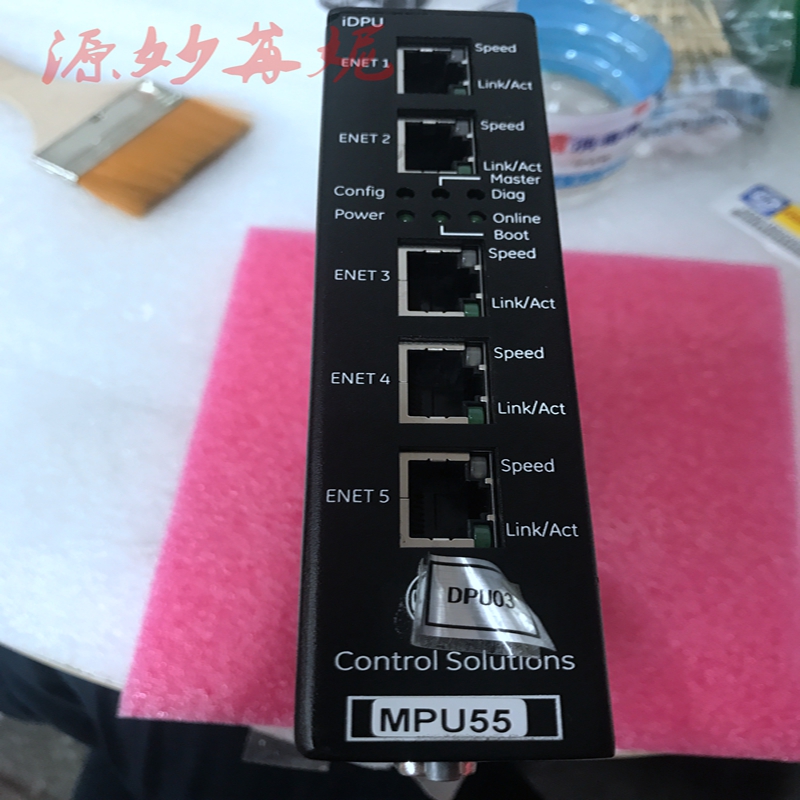 iDPU
源妙苒妮
ENET 1
Speed
Link/Act
ENET 2
Speed
Link/Act
Master
Config
Diag
Power
Online
Boot
ENET 3
Speed
Link/Act
ENET 4
Speed
Link/Act
ENET 5
Speed
Link/Act
DPU03
Control Solutions
MPU55